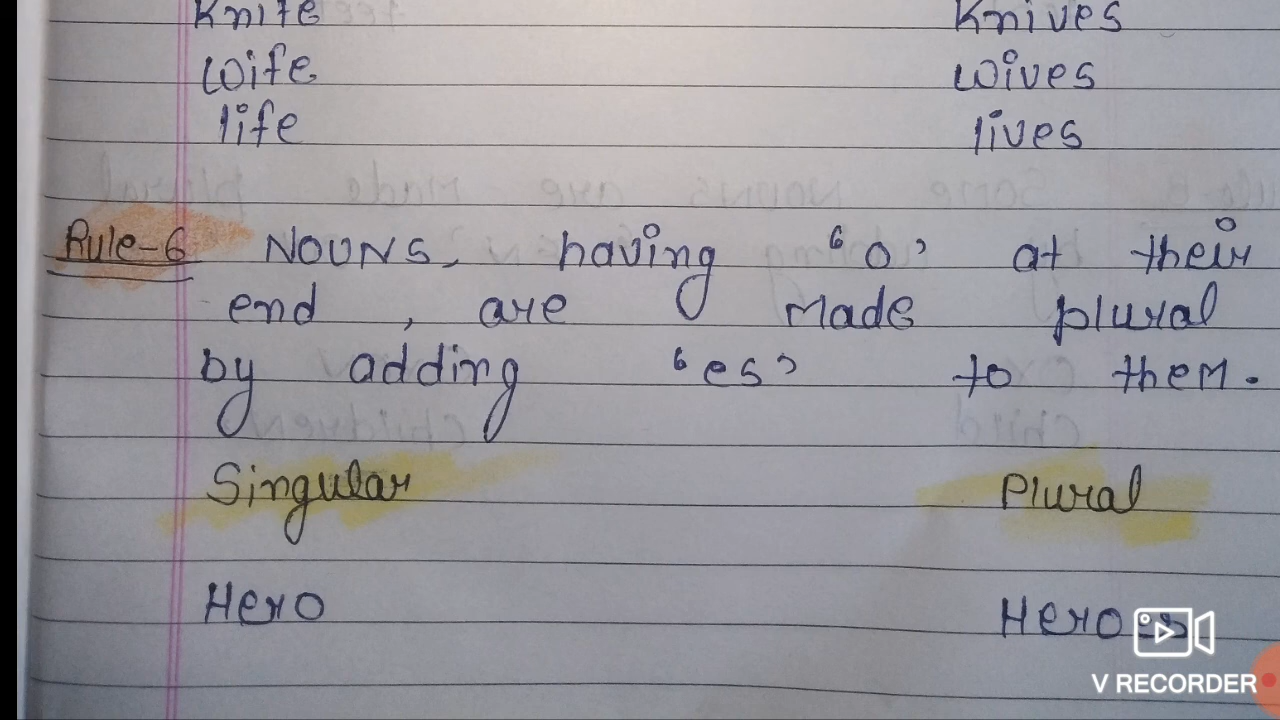 Knife Knives
Wife Wives
life lives
Rule-6 NOUNS, having 'o' at their
end, are Made plural
by adding 'es' to them.
Singular Plural
Hero Heroes
V RECORDER